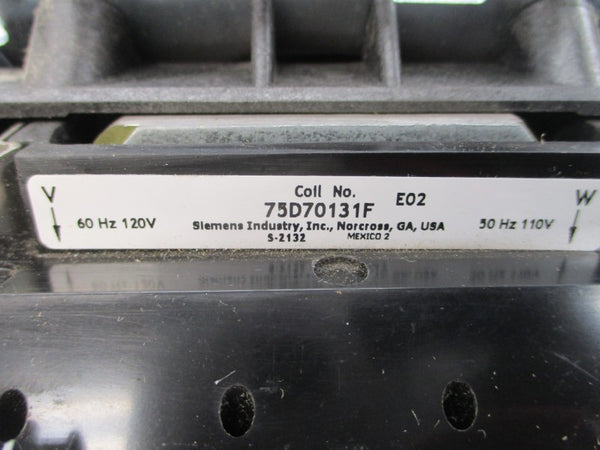 Coil No. E02
V W
75D70131F
60 Hz 120V Siemens Industry, Inc., Norcross, GA, USA 50 Hz 110V
S-2132 MEXICO 2